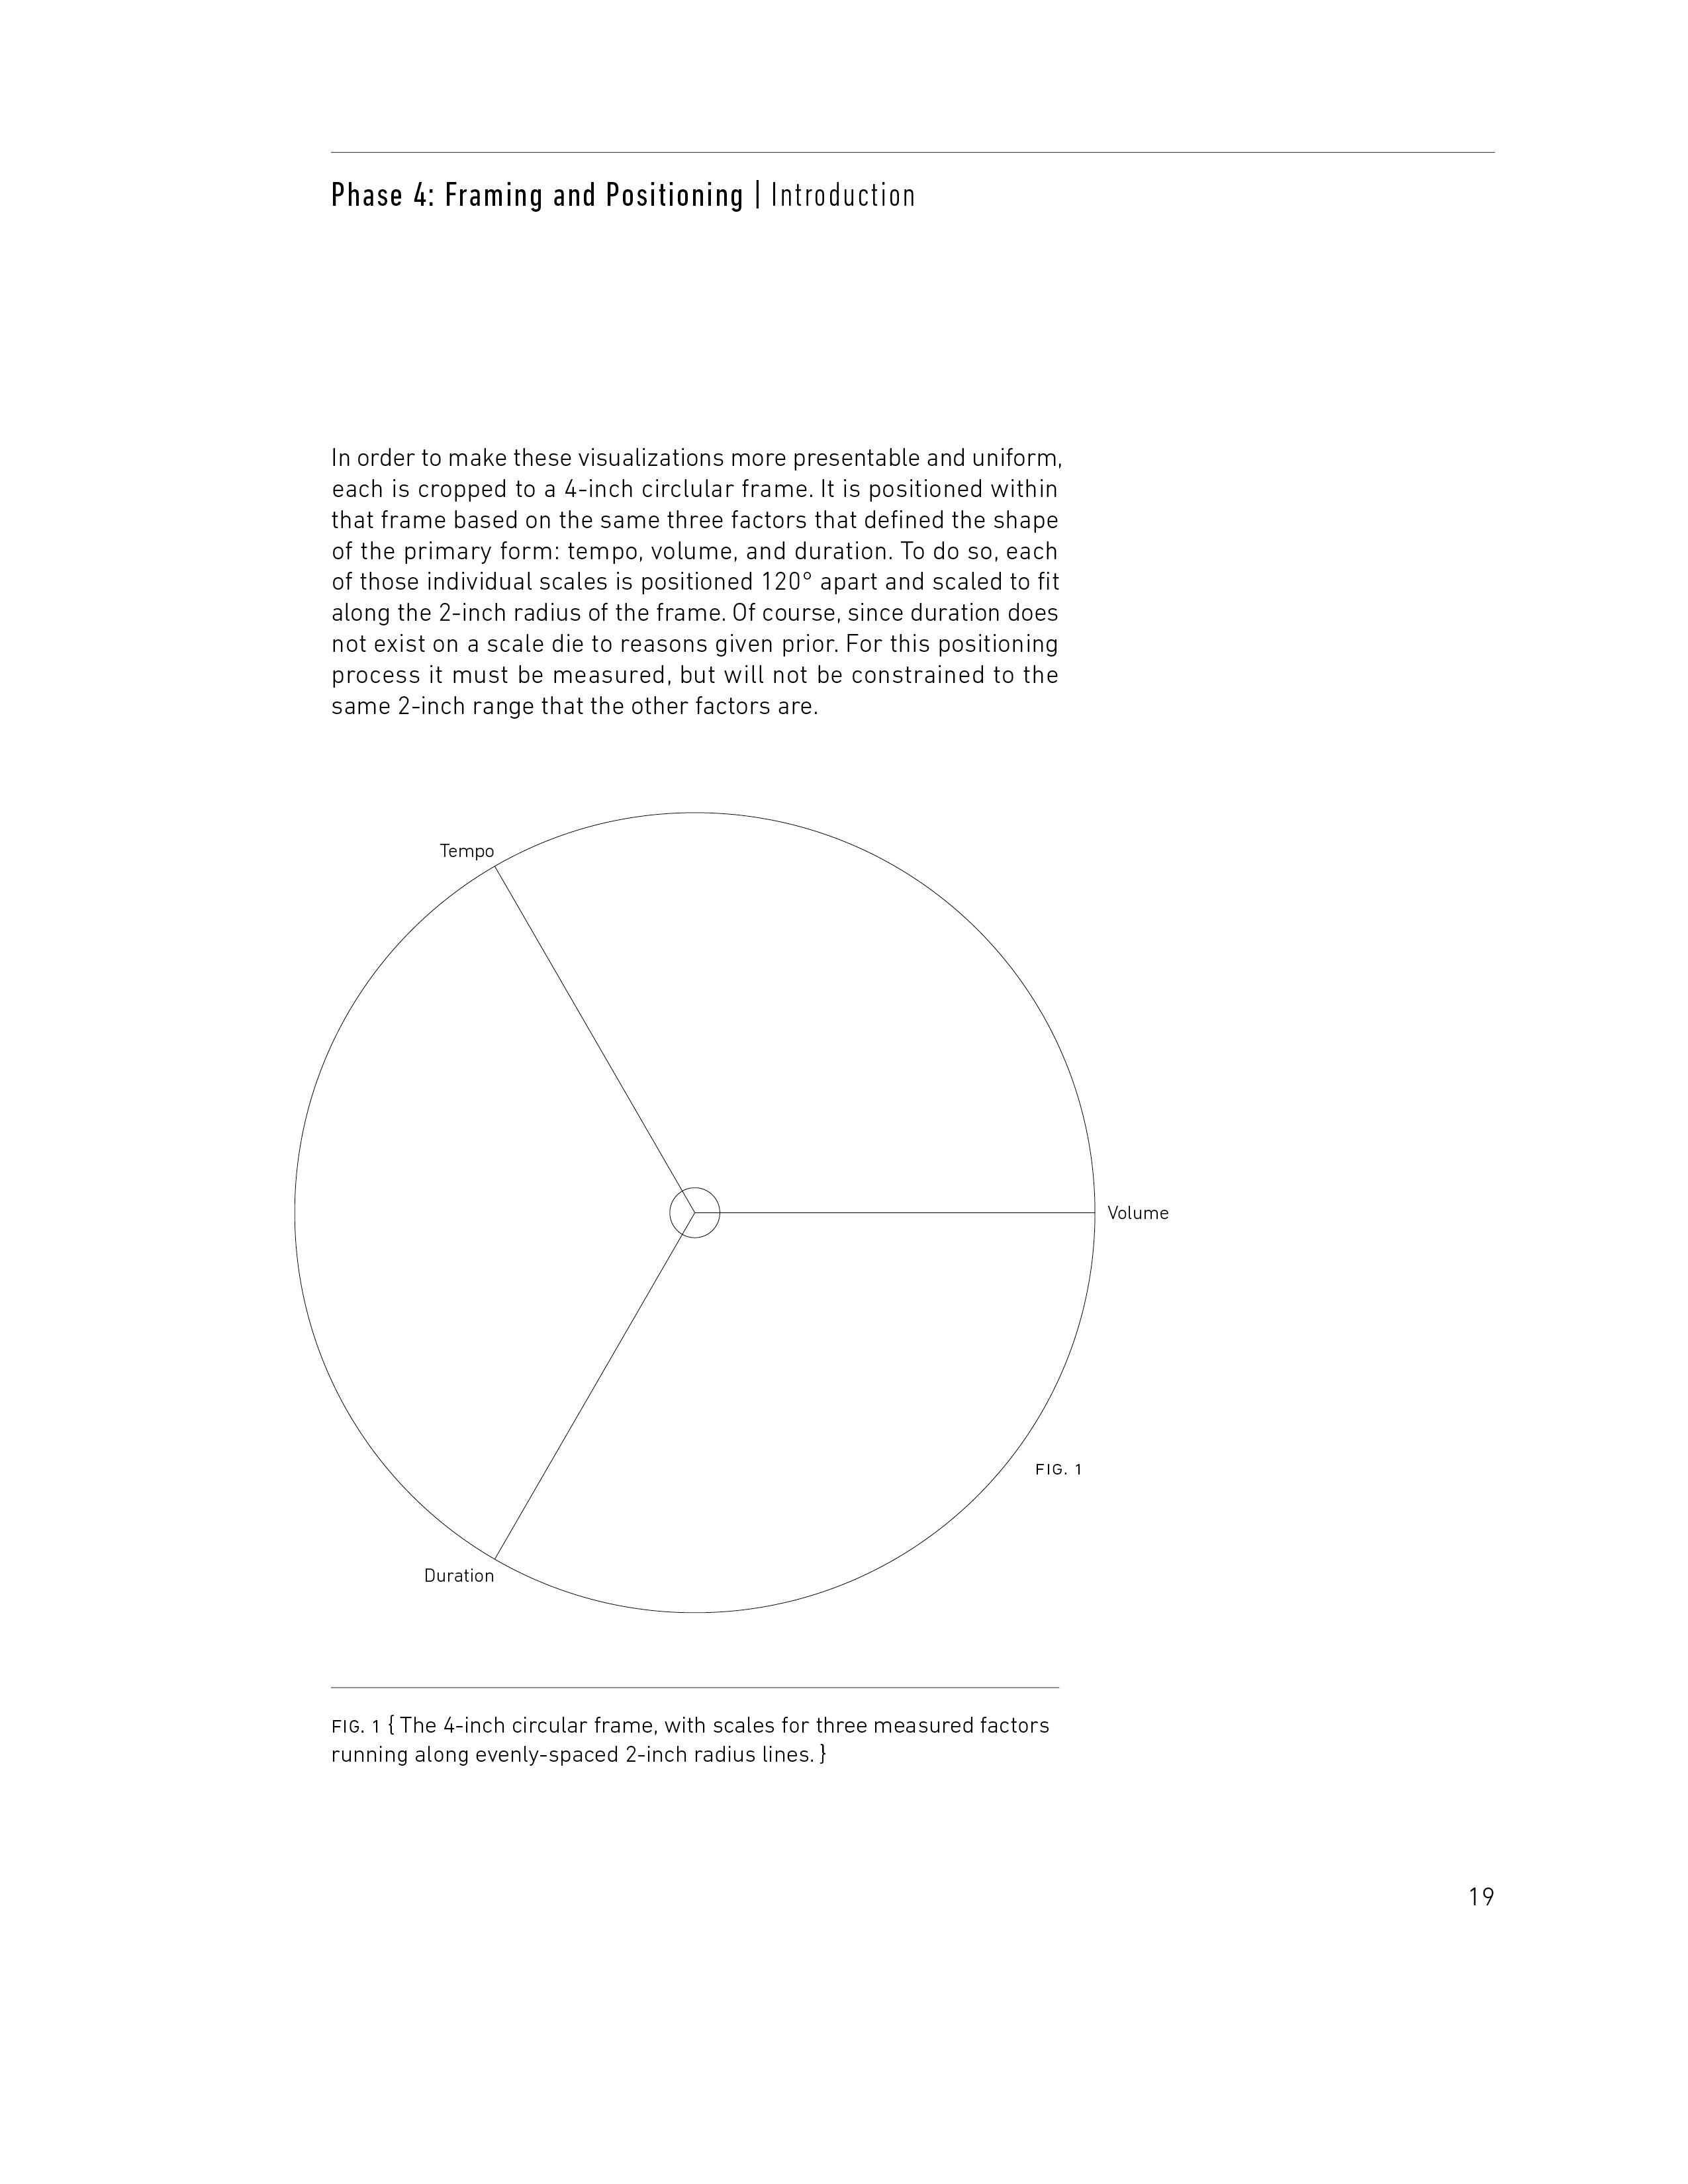 Phase 4: Framing and Positioning | Introduction
In order to make these visualizations more presentable and uniform,
each is cropped to a 4-inch circlular frame. It is positioned within
that frame based on the same three factors that defined the shape
of the primary form: tempo, volume, and duration. To do so, each
of those individual scales is positioned 120° apart and scaled to fit
along the 2-inch radius of the frame. Of course, since duration does
not exist on a scale die to reasons given prior. For this positioning
process it must be measured, but will not be constrained to the
same 2-inch range that the other factors are.
Tempo
Volume
FIG. 1
Duration
FIG. 1 { The 4-inch circular frame, with scales for three measured factors
running along evenly-spaced 2-inch radius lines. }
19